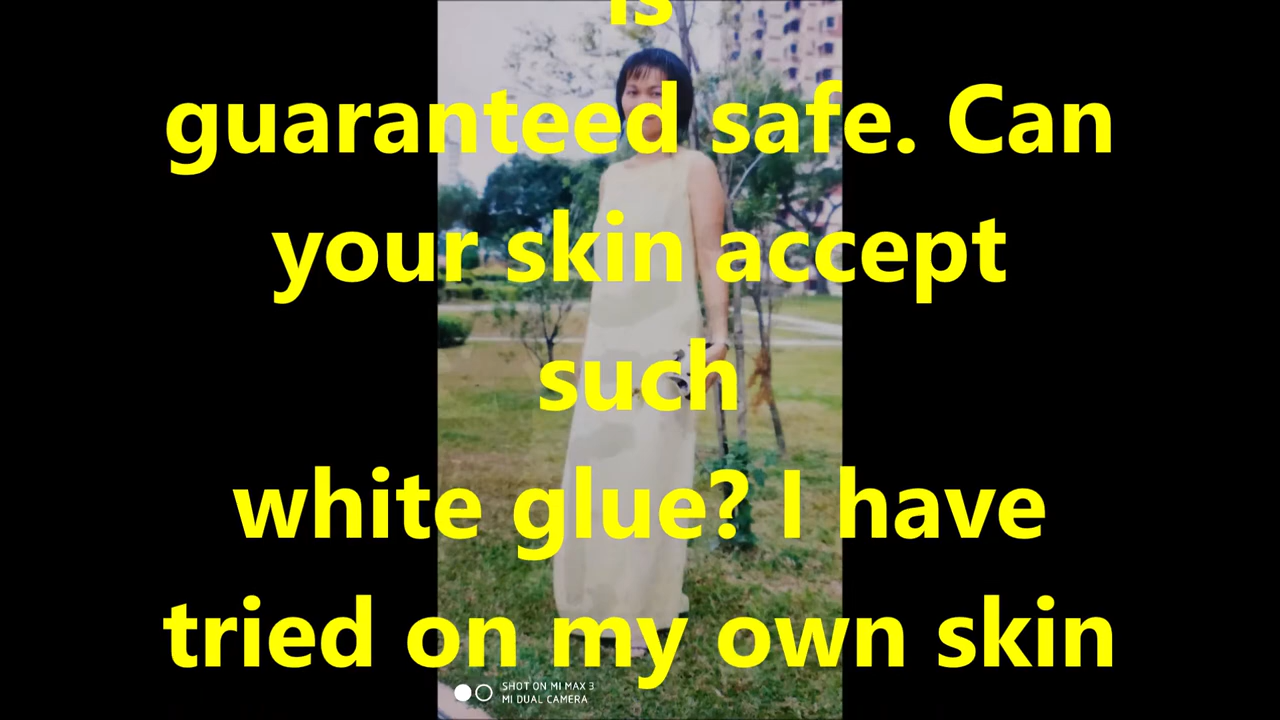 is
guaranteed safe. Can
your skin accept
such
white glue? I have
tried on my own skin
SHOT ON MI MAX 3
MI DUAL CAMERA